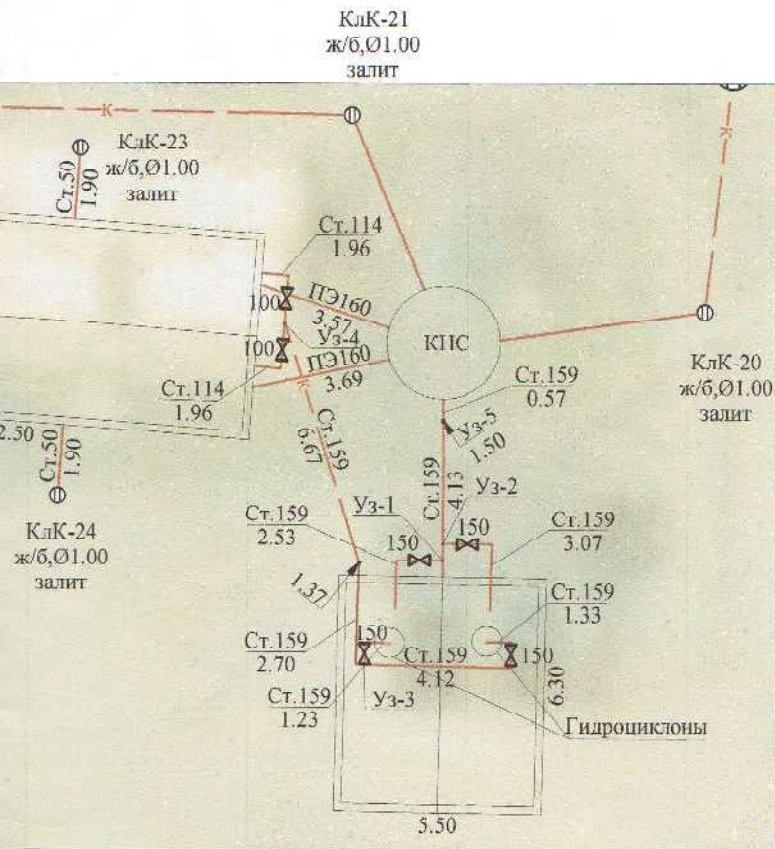 КлК-21
ж/б,Ø1.00
залит
К
КлК-23
ж/б,Ø1.00
залит
Ст.50
1.90
К
Ст.114
1.96
100
ПЭ160
3.57
Уз-4
КНС
100
ПЭ160
3.69
КлК-20
ж/б,Ø1.00
залит
Ст.114
1.96
К
Ст.159
6.67
Ст.159
0.57
2.50
Ст.50
1.90
Уз-5
1.50
Ст.159
4.13
КлК-24
ж/б,Ø1.00
залит
Ст.159
2.53
Уз-1
Уз-2
150
150
Ст.159
3.07
1.37
Ст.159
1.33
Ст.159
2.70
150
Ст.159
4.12
150
6.30
Ст.159
1.23
Уз-3
Гидроциклоны
5.50